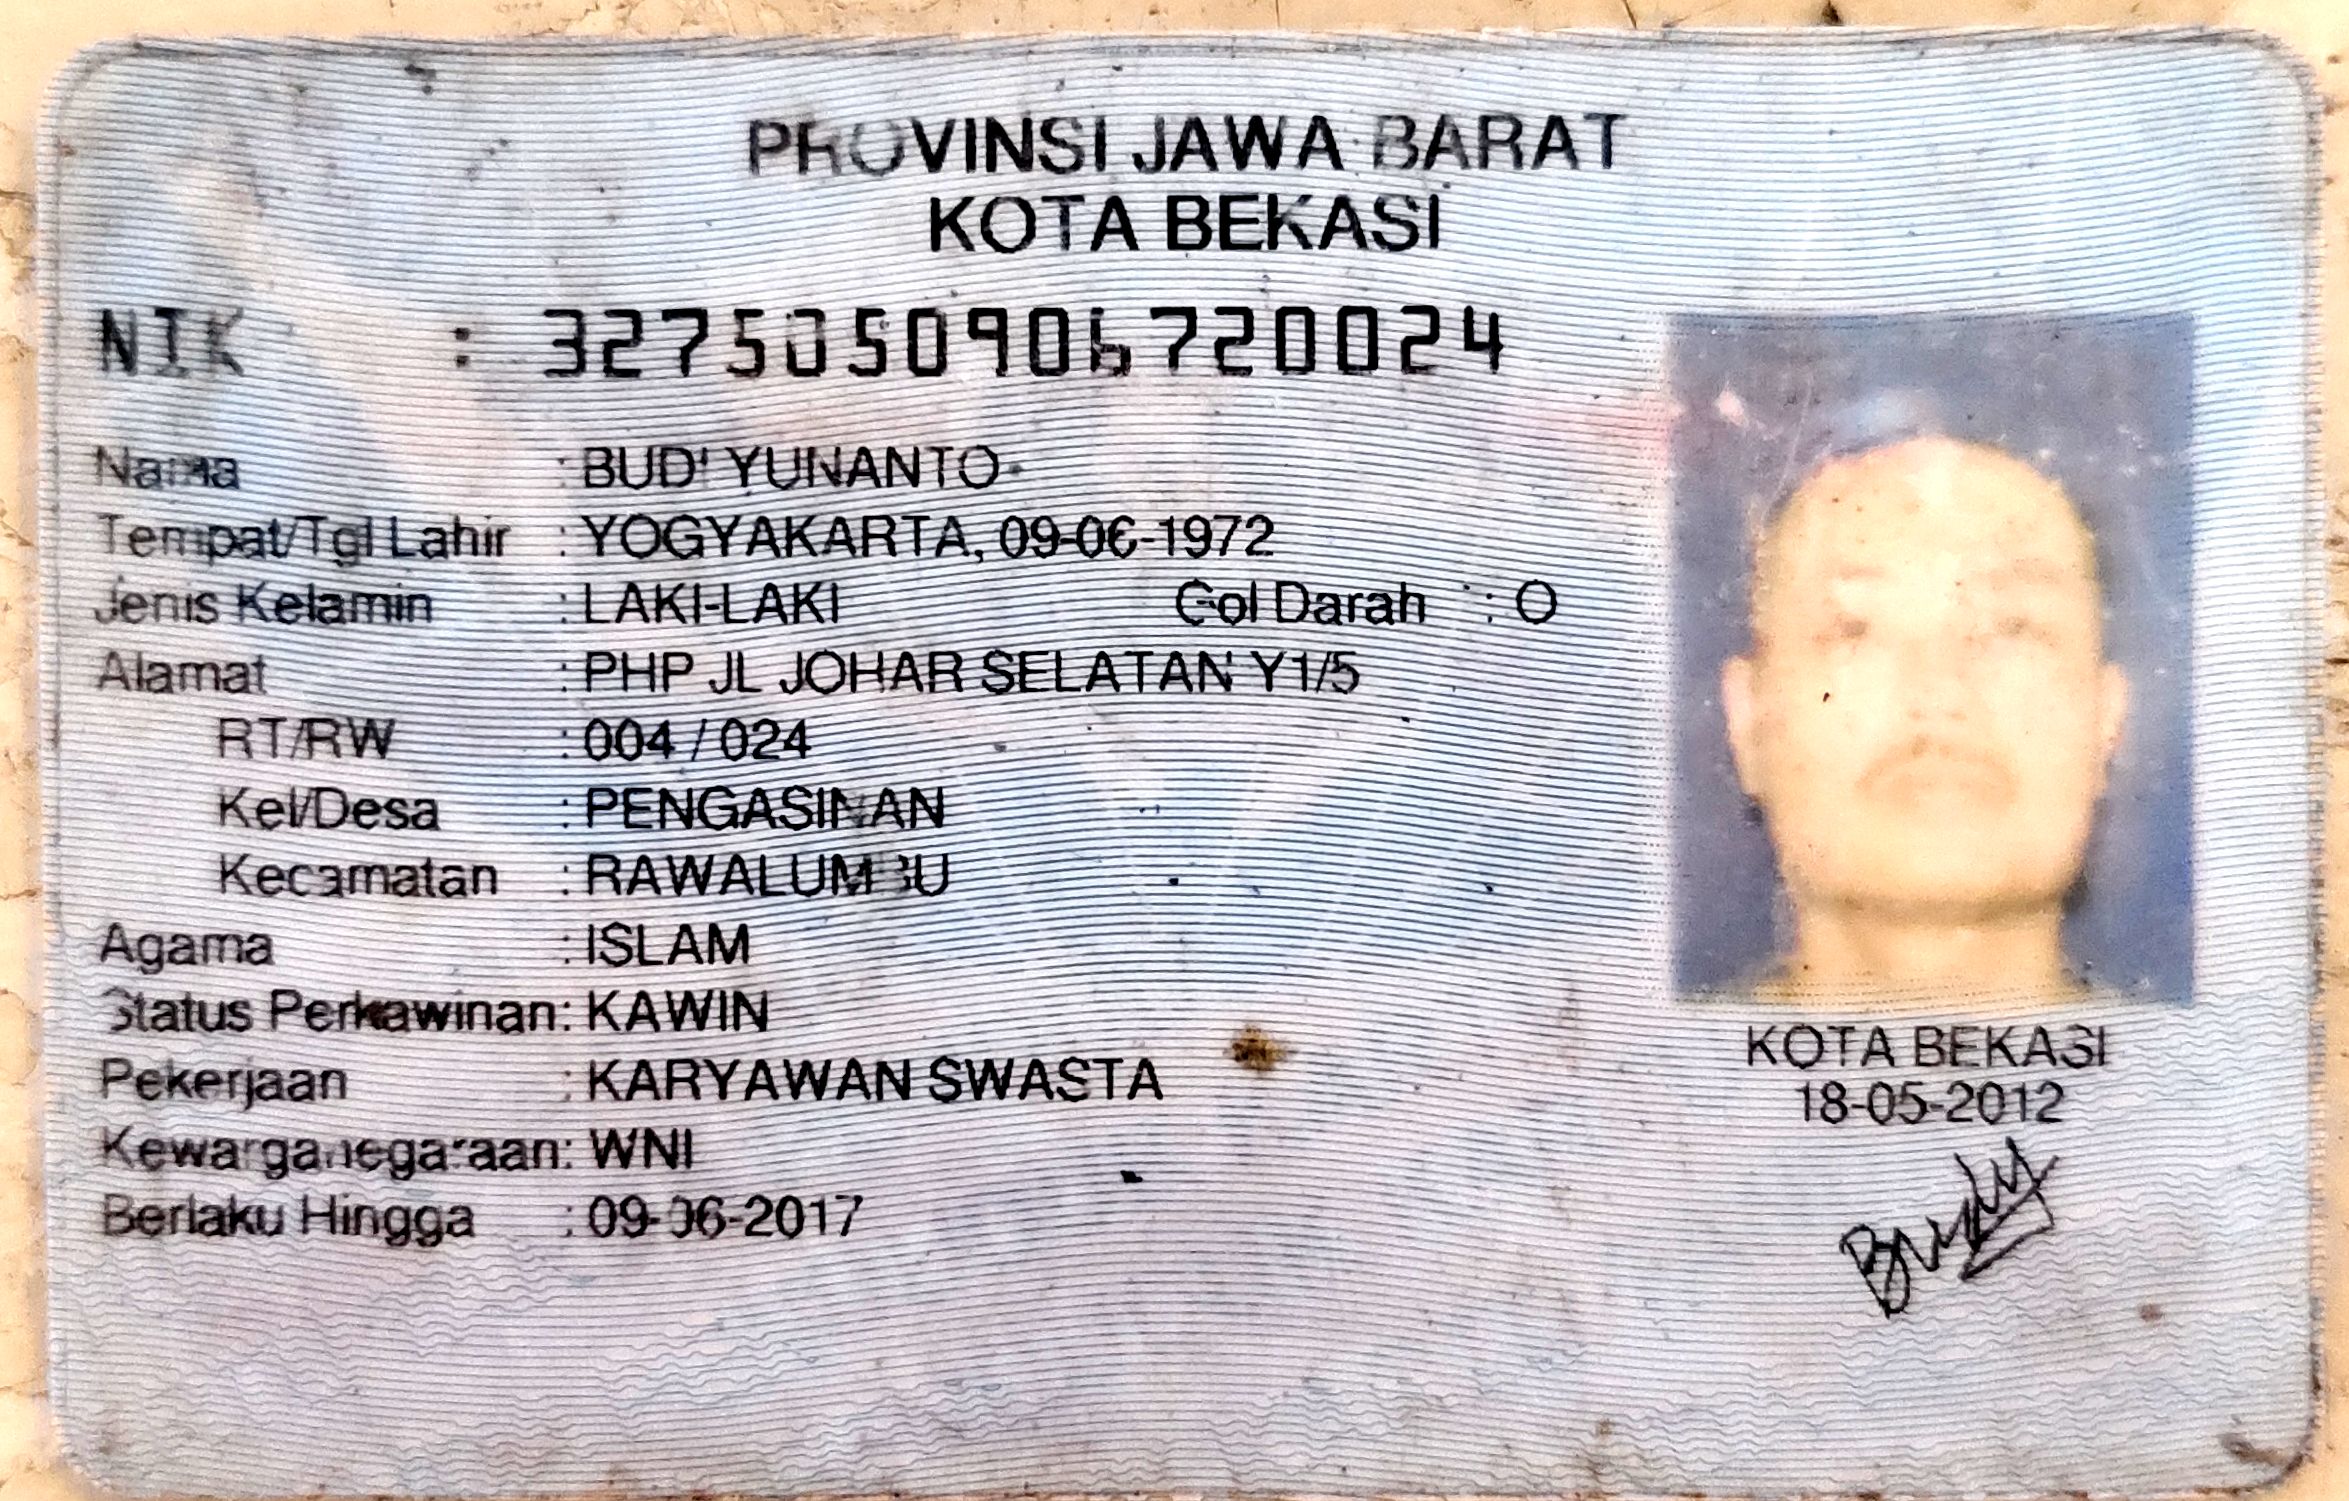 PROVINSI JAWA BARAT
KOTA BEKASI
NIK : 3275050906720024
Nama : BUDI YUNANTO
Tempat/Tgl Lahir : YOGYAKARTA, 09-06-1972
Jenis Kelamin : LAKI-LAKI Gol Darah : O
Alamat : PHP JL JOHAR SELATAN Y1/5
RT/RW : 004 / 024
Kel/Desa : PENGASINAN
Kecamatan : RAWALUMBU
Agama : ISLAM
Status Perkawinan: KAWIN
Pekerjaan : KARYAWAN SWASTA
Kewarganegaraan: WNI
Berlaku Hingga : 09-06-2017
KOTA BEKASI
18-05-2012